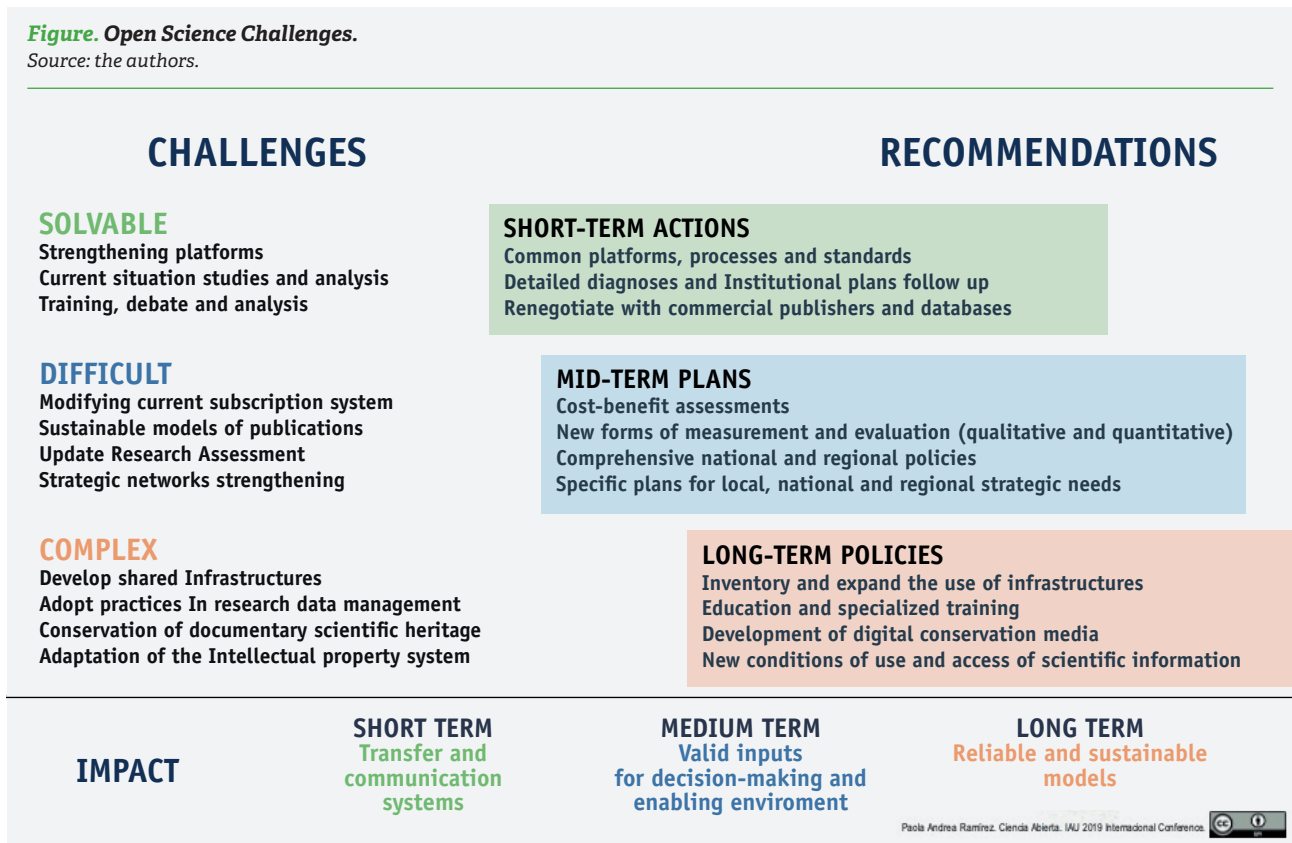 Figure. Open Science Challenges.
Source: the authors.
CHALLENGES
RECOMMENDATIONS
SOLVABLE
Strengthening platforms
Current situation studies and analysis
Training, debate and analysis
SHORT-TERM ACTIONS
Common platforms, processes and standards
Detailed diagnoses and Institutional plans follow up
Renegotiate with commercial publishers and databases
DIFFICULT
Modifying current subscription system
Sustainable models of publications
Update Research Assessment
Strategic networks strengthening
MID-TERM PLANS
Cost-benefit assessments
New forms of measurement and evaluation (qualitative and quantitative)
Comprehensive national and regional policies
Specific plans for local, national and regional strategic needs
COMPLEX
Develop shared Infrastructures
Adopt practices In research data management
Conservation of documentary scientific heritage
Adaptation of the Intellectual property system
LONG-TERM POLICIES
Inventory and expand the use of infrastructures
Education and specialized training
Development of digital conservation media
New conditions of use and access of scientific information
IMPACT
SHORT TERM
Transfer and
communication
systems
MEDIUM TERM
Valid inputs
for decision-making and
enabling enviroment
LONG TERM
Reliable and sustainable
models
Paola Andrea Ramírez. Ciencia Abierta. IAU 2019 Internacional Conference.
cc
BY